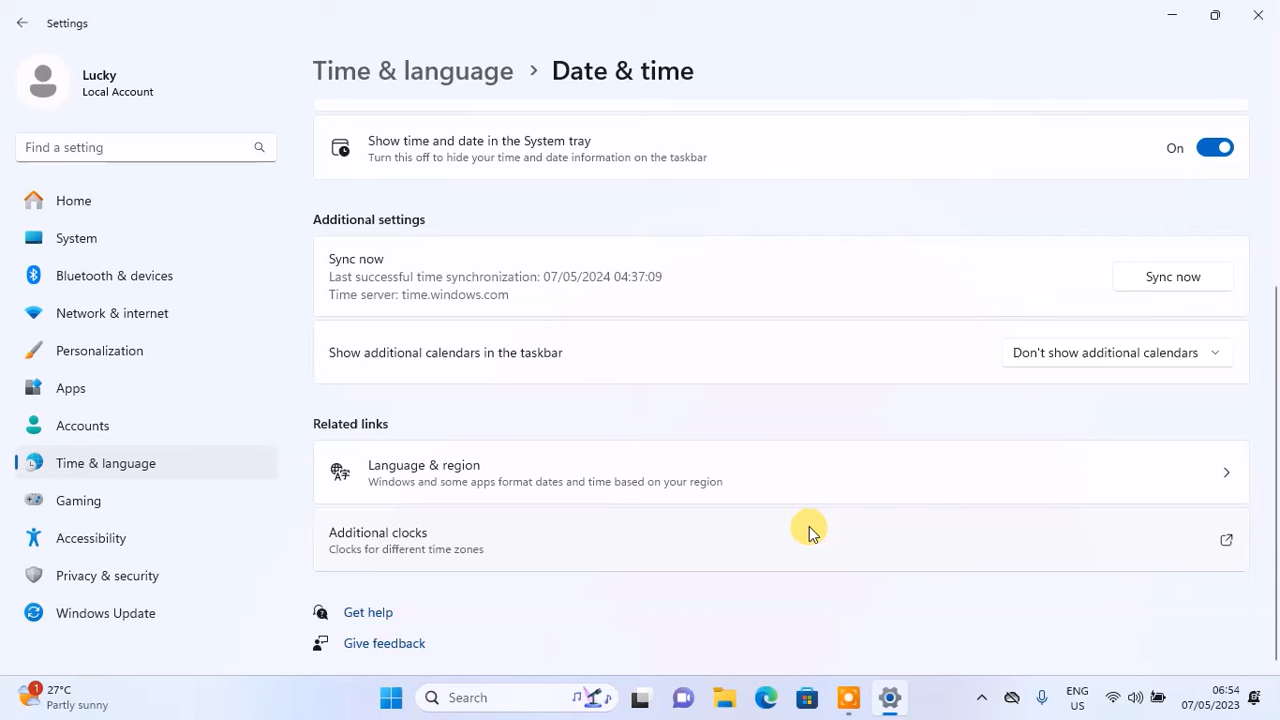 Settings
Lucky
Local Account
Find a setting
Home
System
Bluetooth & devices
Network & internet
Personalization
Apps
Accounts
Time & language
Gaming
Accessibility
Privacy & security
Windows Update
Time & language > Date & time
Show time and date in the System tray
Turn this off to hide your time and date information on the taskbar
On
Additional settings
Sync now
Last successful time synchronization: 07/05/2024 04:37:09
Time server: time.windows.com
Sync now
Show additional calendars in the taskbar
Don't show additional calendars
Related links
Language & region
Windows and some apps format dates and time based on your region
Additional clocks
Clocks for different time zones
Get help
Give feedback
1
27°C
Partly sunny
Search
ENG
US
06:54
07/05/2023